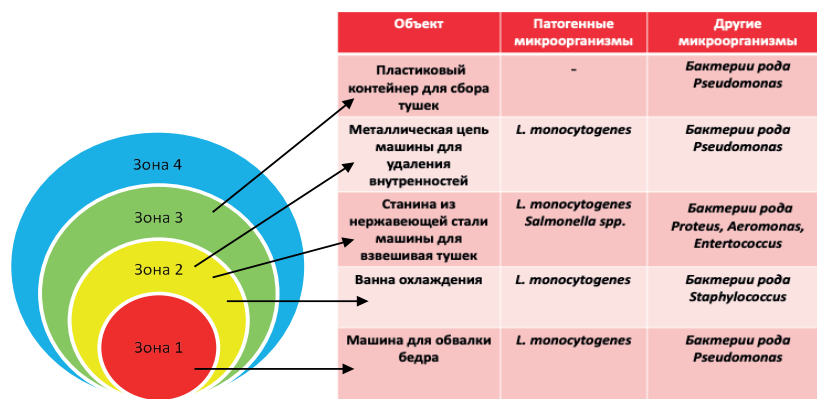 Зона 4
Зона 3
Зона 2
Зона 1
Объект
Патогенные
микроорганизмы
Другие
микроорганизмы
Пластиковый
контейнер для сбора
тушек
-
Бактерии рода
Pseudomonas
Металлическая цепь
машины для
удаления
внутренностей
L. monocytogenes
Бактерии рода
Pseudomonas
Станина из
нержавеющей стали
машины для
взвешивая тушек
L. monocytogenes
Salmonella spp.
Бактерии рода
Proteus, Aeromonas,
Entertococcus
Ванна охлаждения
L. monocytogenes
Бактерии рода
Staphylococcus
Машина для обвалки
бедра
L. monocytogenes
Бактерии рода
Pseudomonas